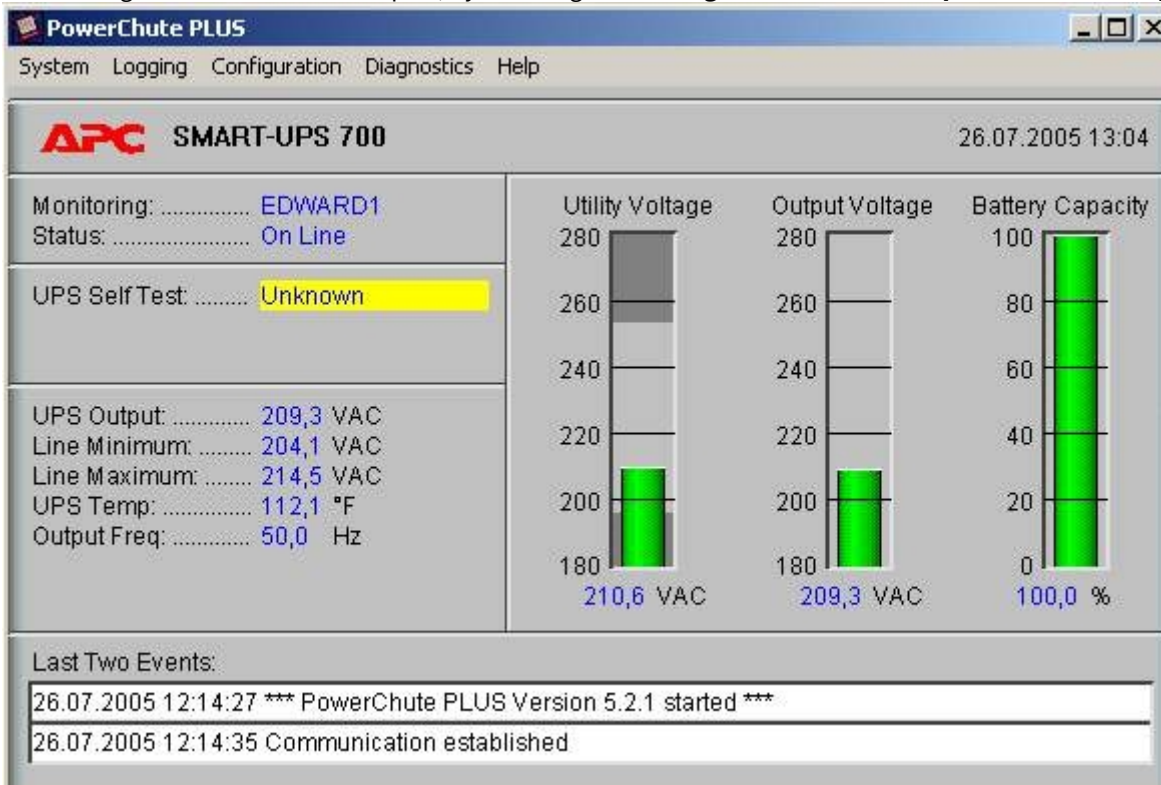 PowerChute PLUS
System Logging Configuration Diagnostics Help
APC SMART-UPS 700 26.07.2005 13:04
Monitoring: ............... EDWARD1
Status: ....................... On Line
UPS Self Test: ......... Unknown
UPS Output: ............. 209,3 VAC
Line Minimum: ......... 204,1 VAC
Line Maximum: ........ 214,5 VAC
UPS Temp: ............... 112,1 °F
Output Freq: ............. 50,0 Hz
Utility Voltage
280
260
240
220
200
180
210,6 VAC
Output Voltage
280
260
240
220
200
180
209,3 VAC
Battery Capacity
100
80
60
40
20
0
100,0 %
Last Two Events:
26.07.2005 12:14:27 *** PowerChute PLUS Version 5.2.1 started ***
26.07.2005 12:14:35 Communication established